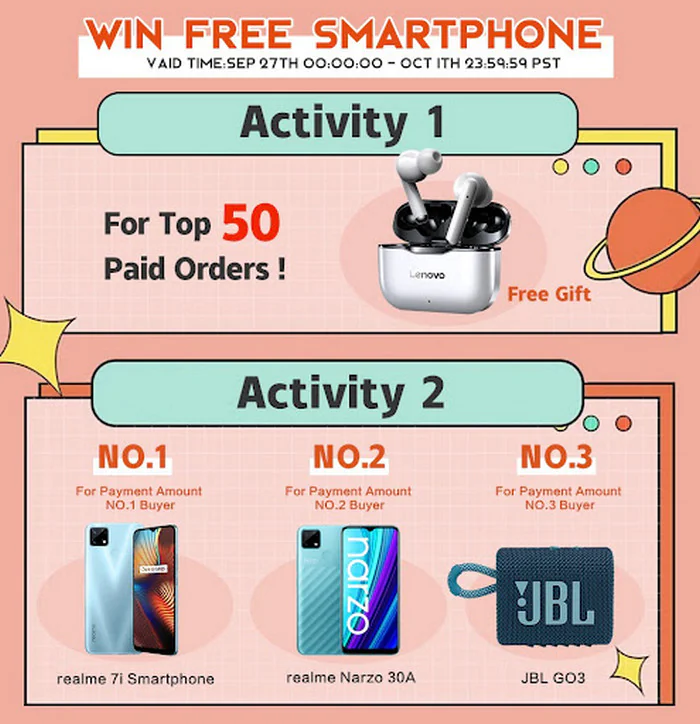 WIN FREE SMARTPHONE
VAID TIME:SEP 27TH 00:00:00 - OCT 1TH 23:59:59 PST
Activity 1
For Top 50
Paid Orders !
Lenovo
Free Gift
Activity 2
NO.1
For Payment Amount
NO.1 Buyer
realme 7i Smartphone
NO.2
For Payment Amount
NO.2 Buyer
narzo
realme Narzo 30A
NO.3
For Payment Amount
NO.3 Buyer
JBL
JBL GO3